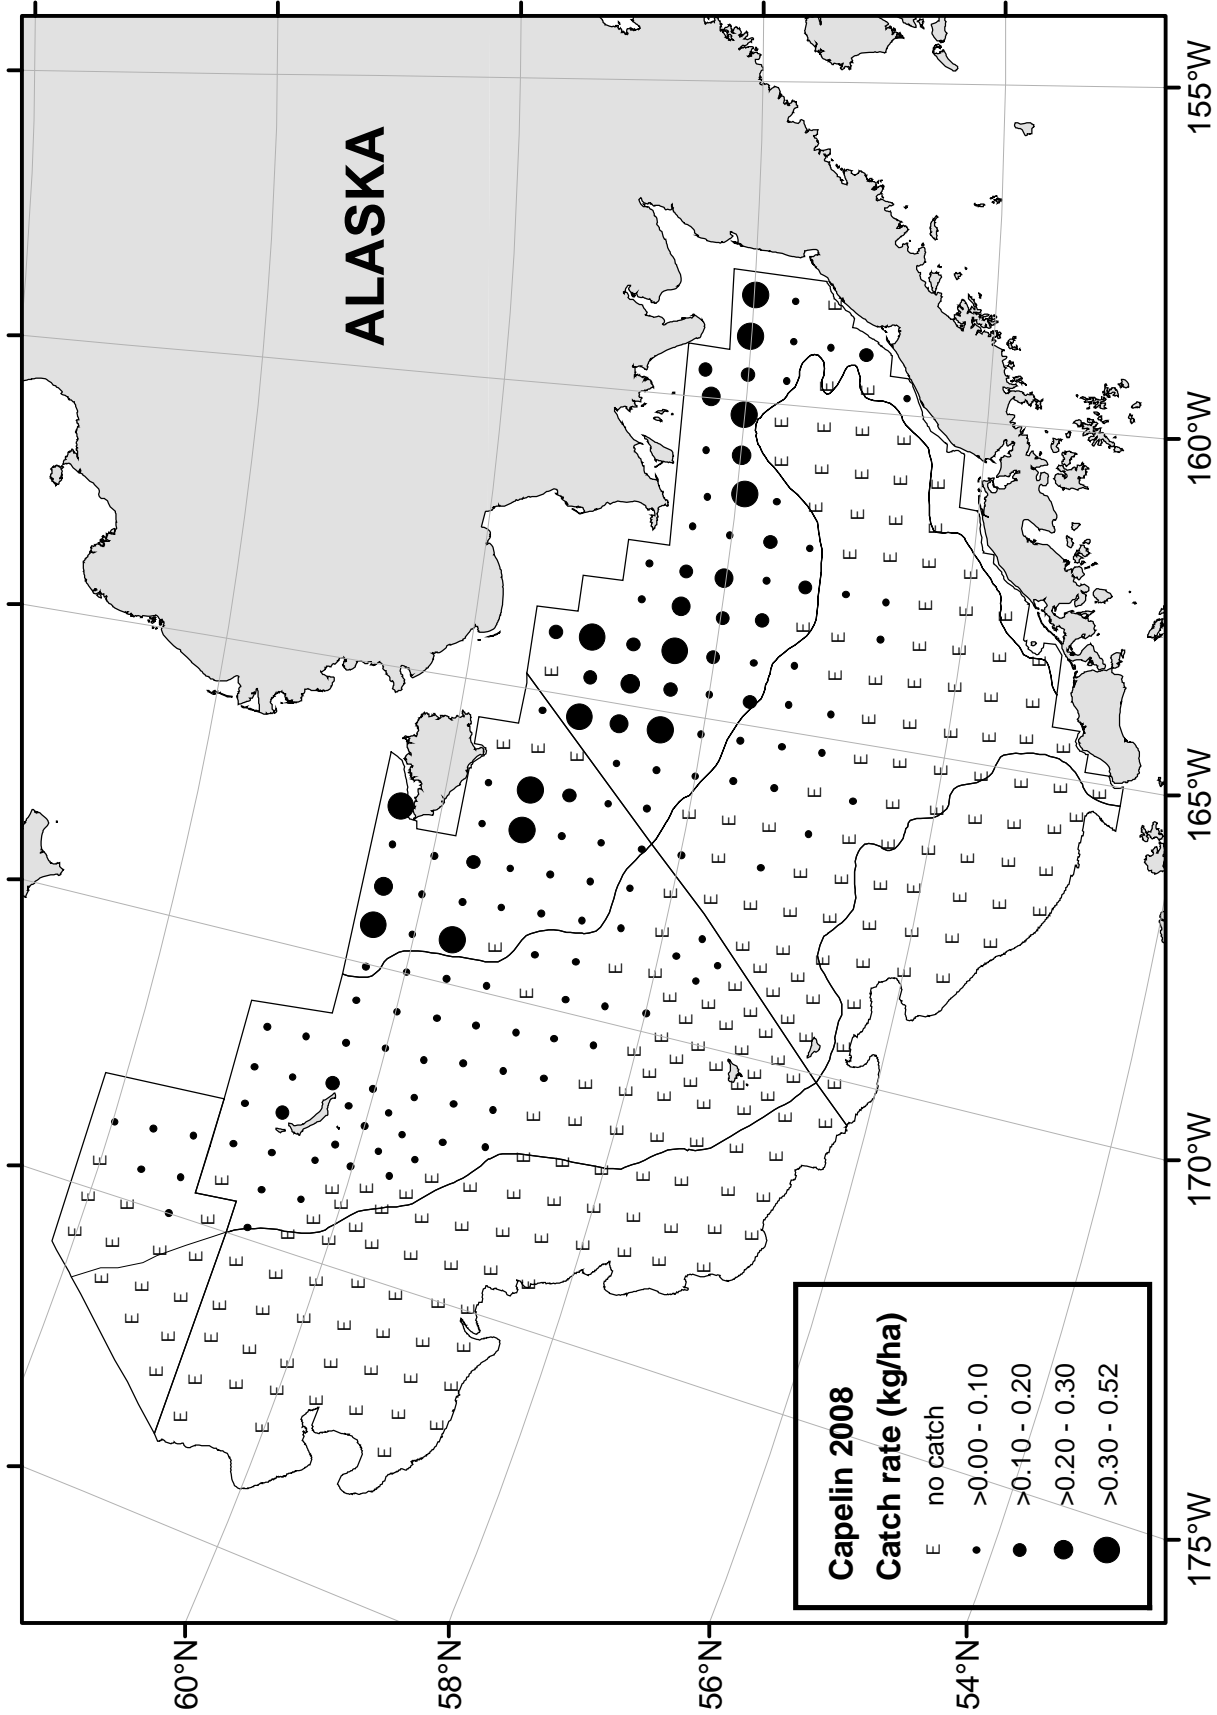 ALASKA
Capelin 2008
Catch rate (kg/ha)
E no catch
>0.00 - 0.10
>0.10 - 0.20
>0.20 - 0.30
>0.30 - 0.52
60°N
58°N
56°N
54°N
175°W
170°W
165°W
160°W
155°W